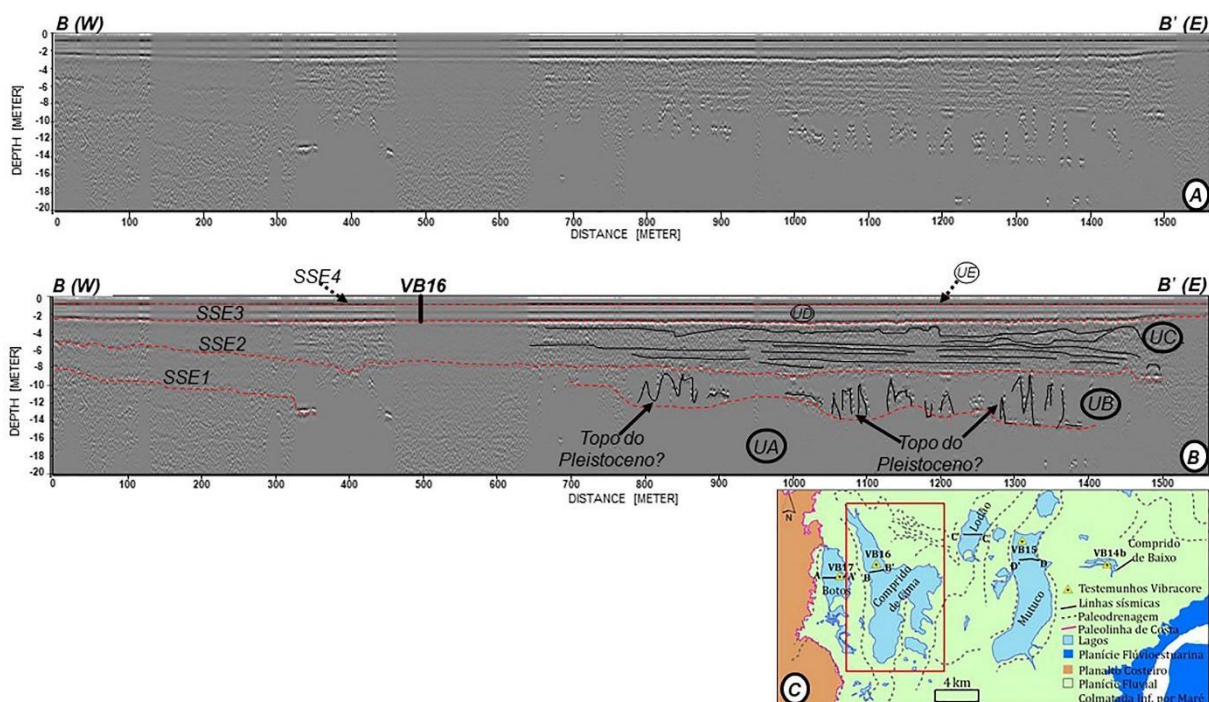 B (W)
B' (E)
0
-2
-4
-6
-8
-10
-12
-14
-16
-18
-20
DEPTH [METER]
0 100 200 300 400 500 600 700 800 900 1000 1100 1200 1300 1400 1500
DISTANCE [METER]
A
B (W)
SSE4
VB16
UE
B' (E)
0
-2
-4
-6
-8
-10
-12
-14
-16
-18
-20
DEPTH [METER]
SSE3
UD
SSE2
UC
SSE1
UB
Topo do
Pleistoceno?
UA
Topo do
Pleistoceno?
B
0 100 200 300 400 500 600 700 800 900 1000 1100 1200 1300 1400 1500
DISTANCE [METER]
N
Lodão
C C'
VB16
VB15
VB17
A A'
Botos
B B'
Comprido
de Cima
D' D
Mutuco
VB14b
Comprido
de Baixo
Testemunhos Vibracore
Linhas sísmicas
Paleodrenagem
Paleolinha de Costa
Lagos
Planície Flúvioestuarina
Planalto Costeiro
Planície Fluvial
Colmatada Inf. por Maré
4 km
C